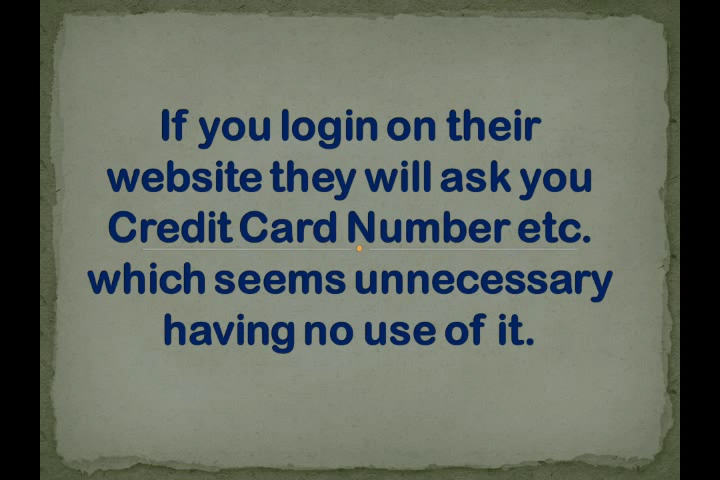 If you login on their
website they will ask you
Credit Card Number etc.
which seems unnecessary
having no use of it.